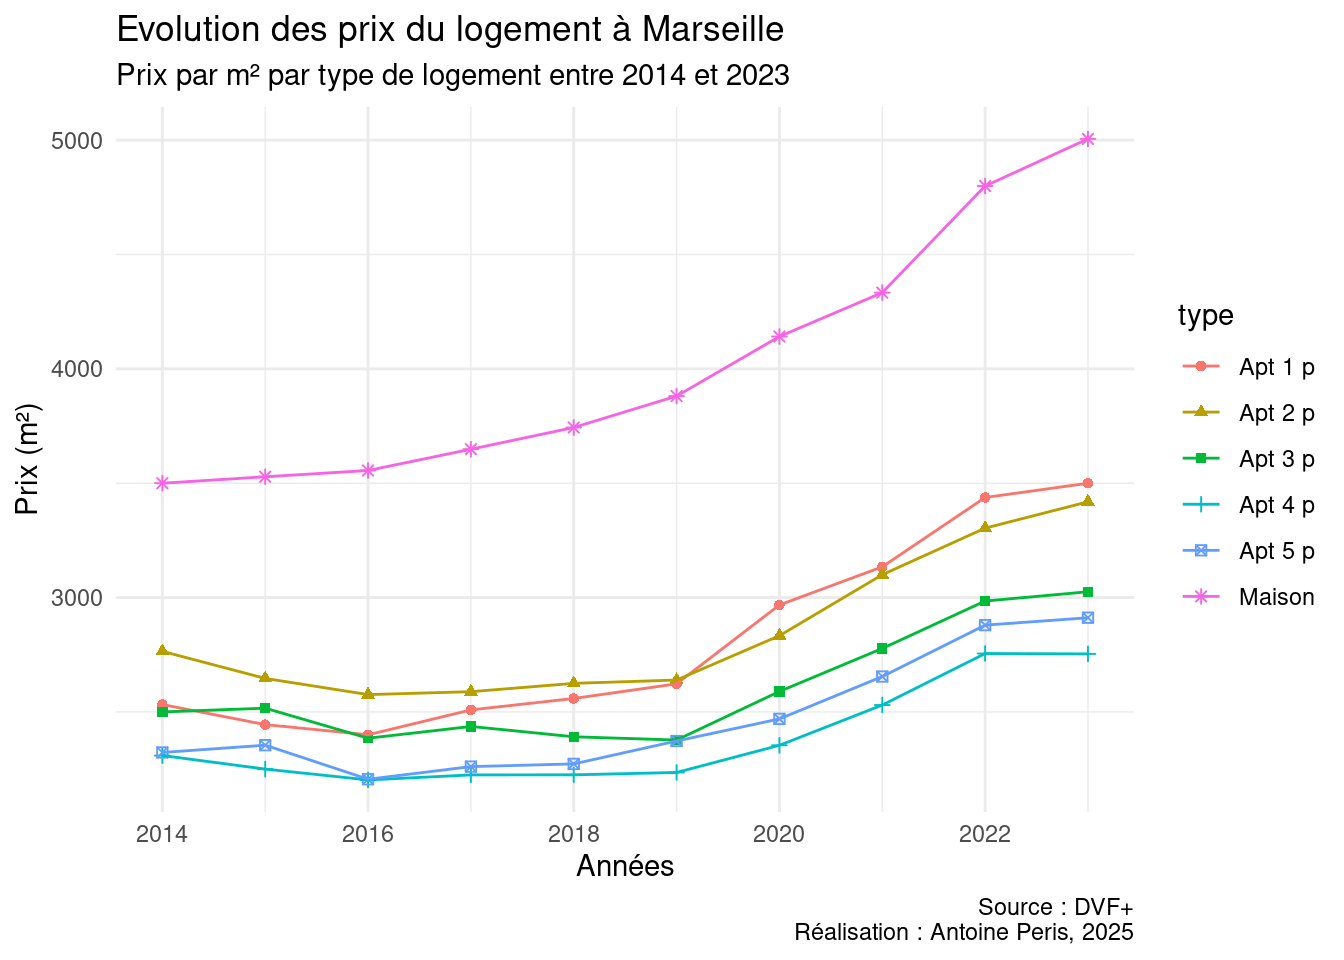 Evolution des prix du logement à Marseille
Prix par m² par type de logement entre 2014 et 2023
5000
4000
3000
Prix (m²)
2014
2016
2018
2020
2022
Années
type
Apt 1 p
Apt 2 p
Apt 3 p
Apt 4 p
Apt 5 p
Maison
Source : DVF+
Réalisation : Antoine Peris, 2025